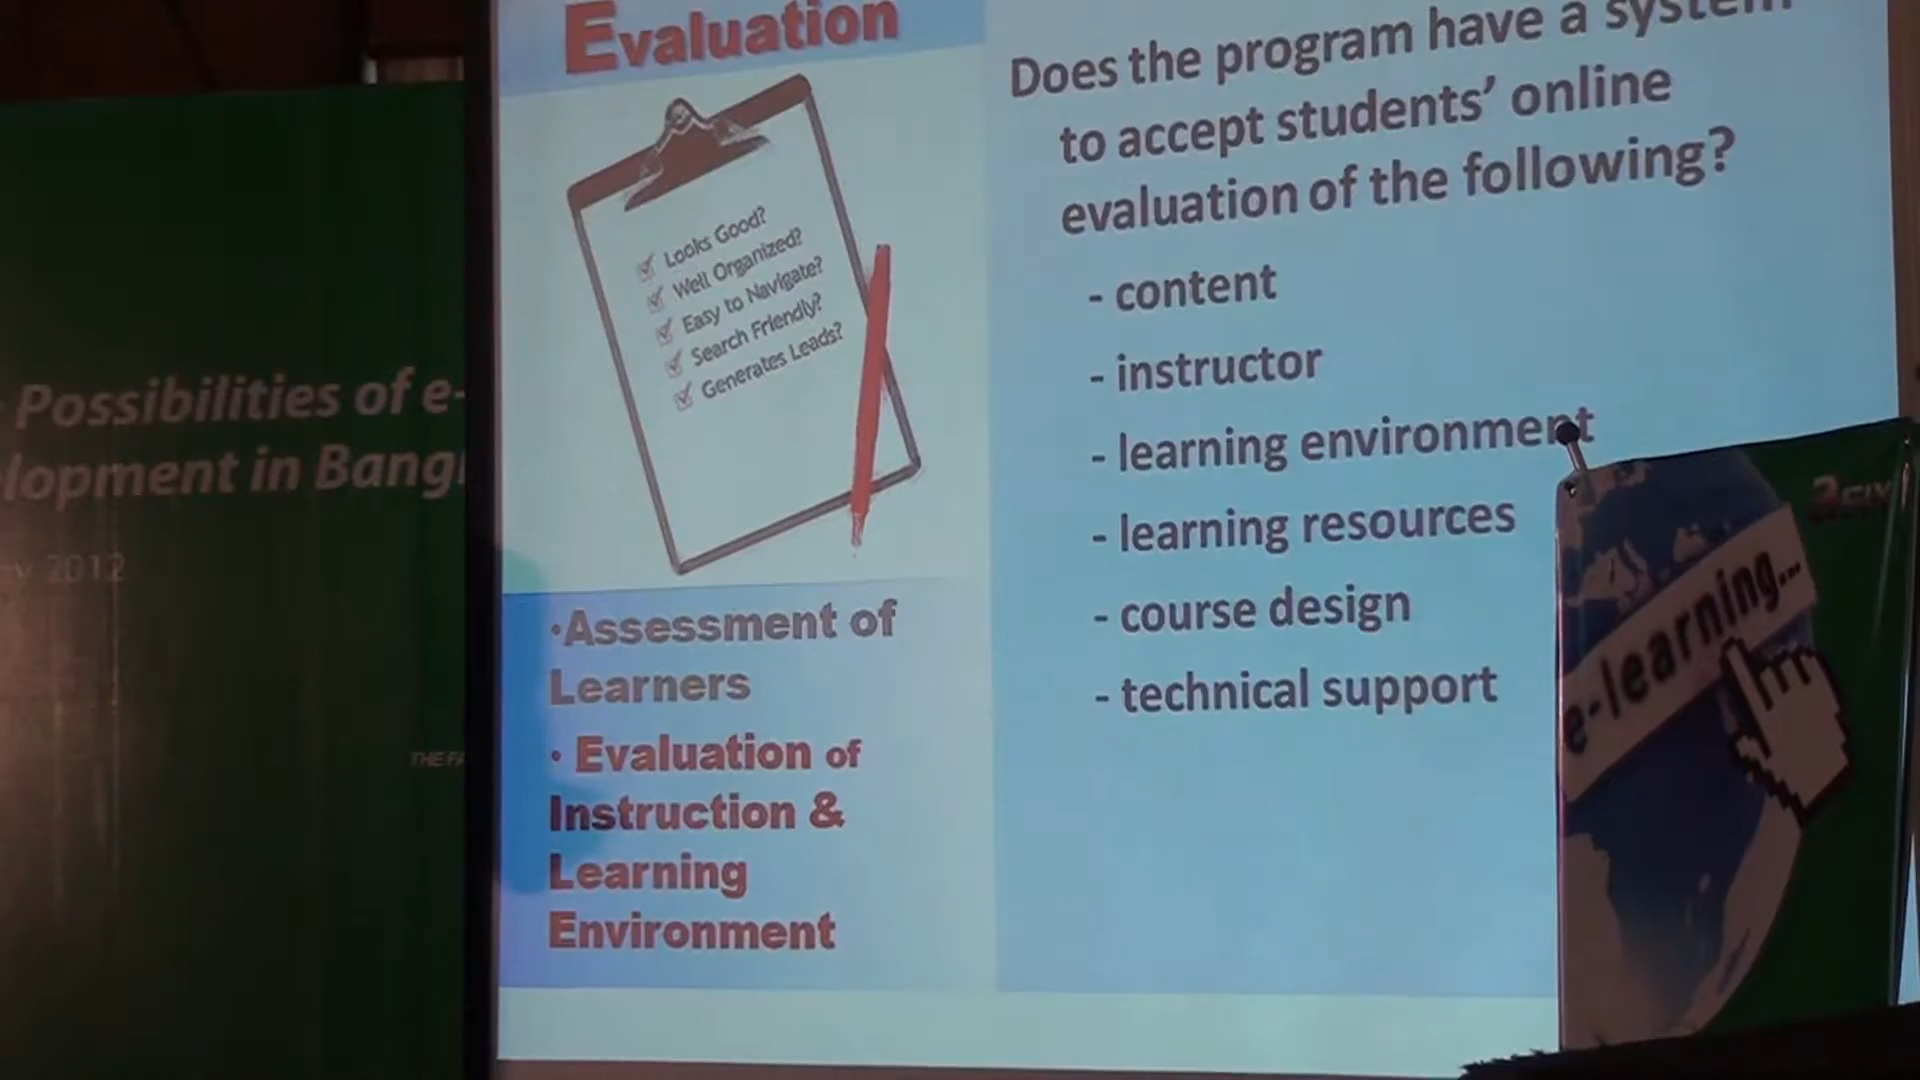 Evaluation
Looks Good?
Well Organized?
Easy to Navigate?
Search Friendly?
Generates Leads?
•Assessment of
Learners
• Evaluation of
Instruction &
Learning
Environment
Does the program have a system
to accept students' online
evaluation of the following?
- content
- instructor
- learning environment
- learning resources
- course design
- technical support
Possibilities of e-
lopment in Bang
2012
THE FA
e-learning...